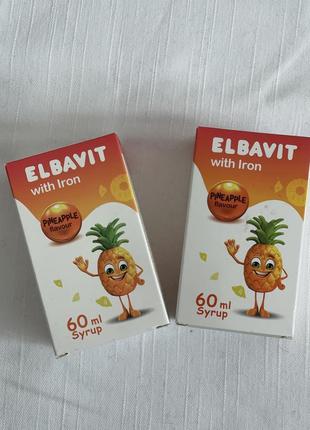 ELBAVIT
with Iron
PINEAPPLE
flavour
60 ml
Syrup
ELBAVIT
with Iron
PINEAPPLE
flavour
60 ml
Syrup